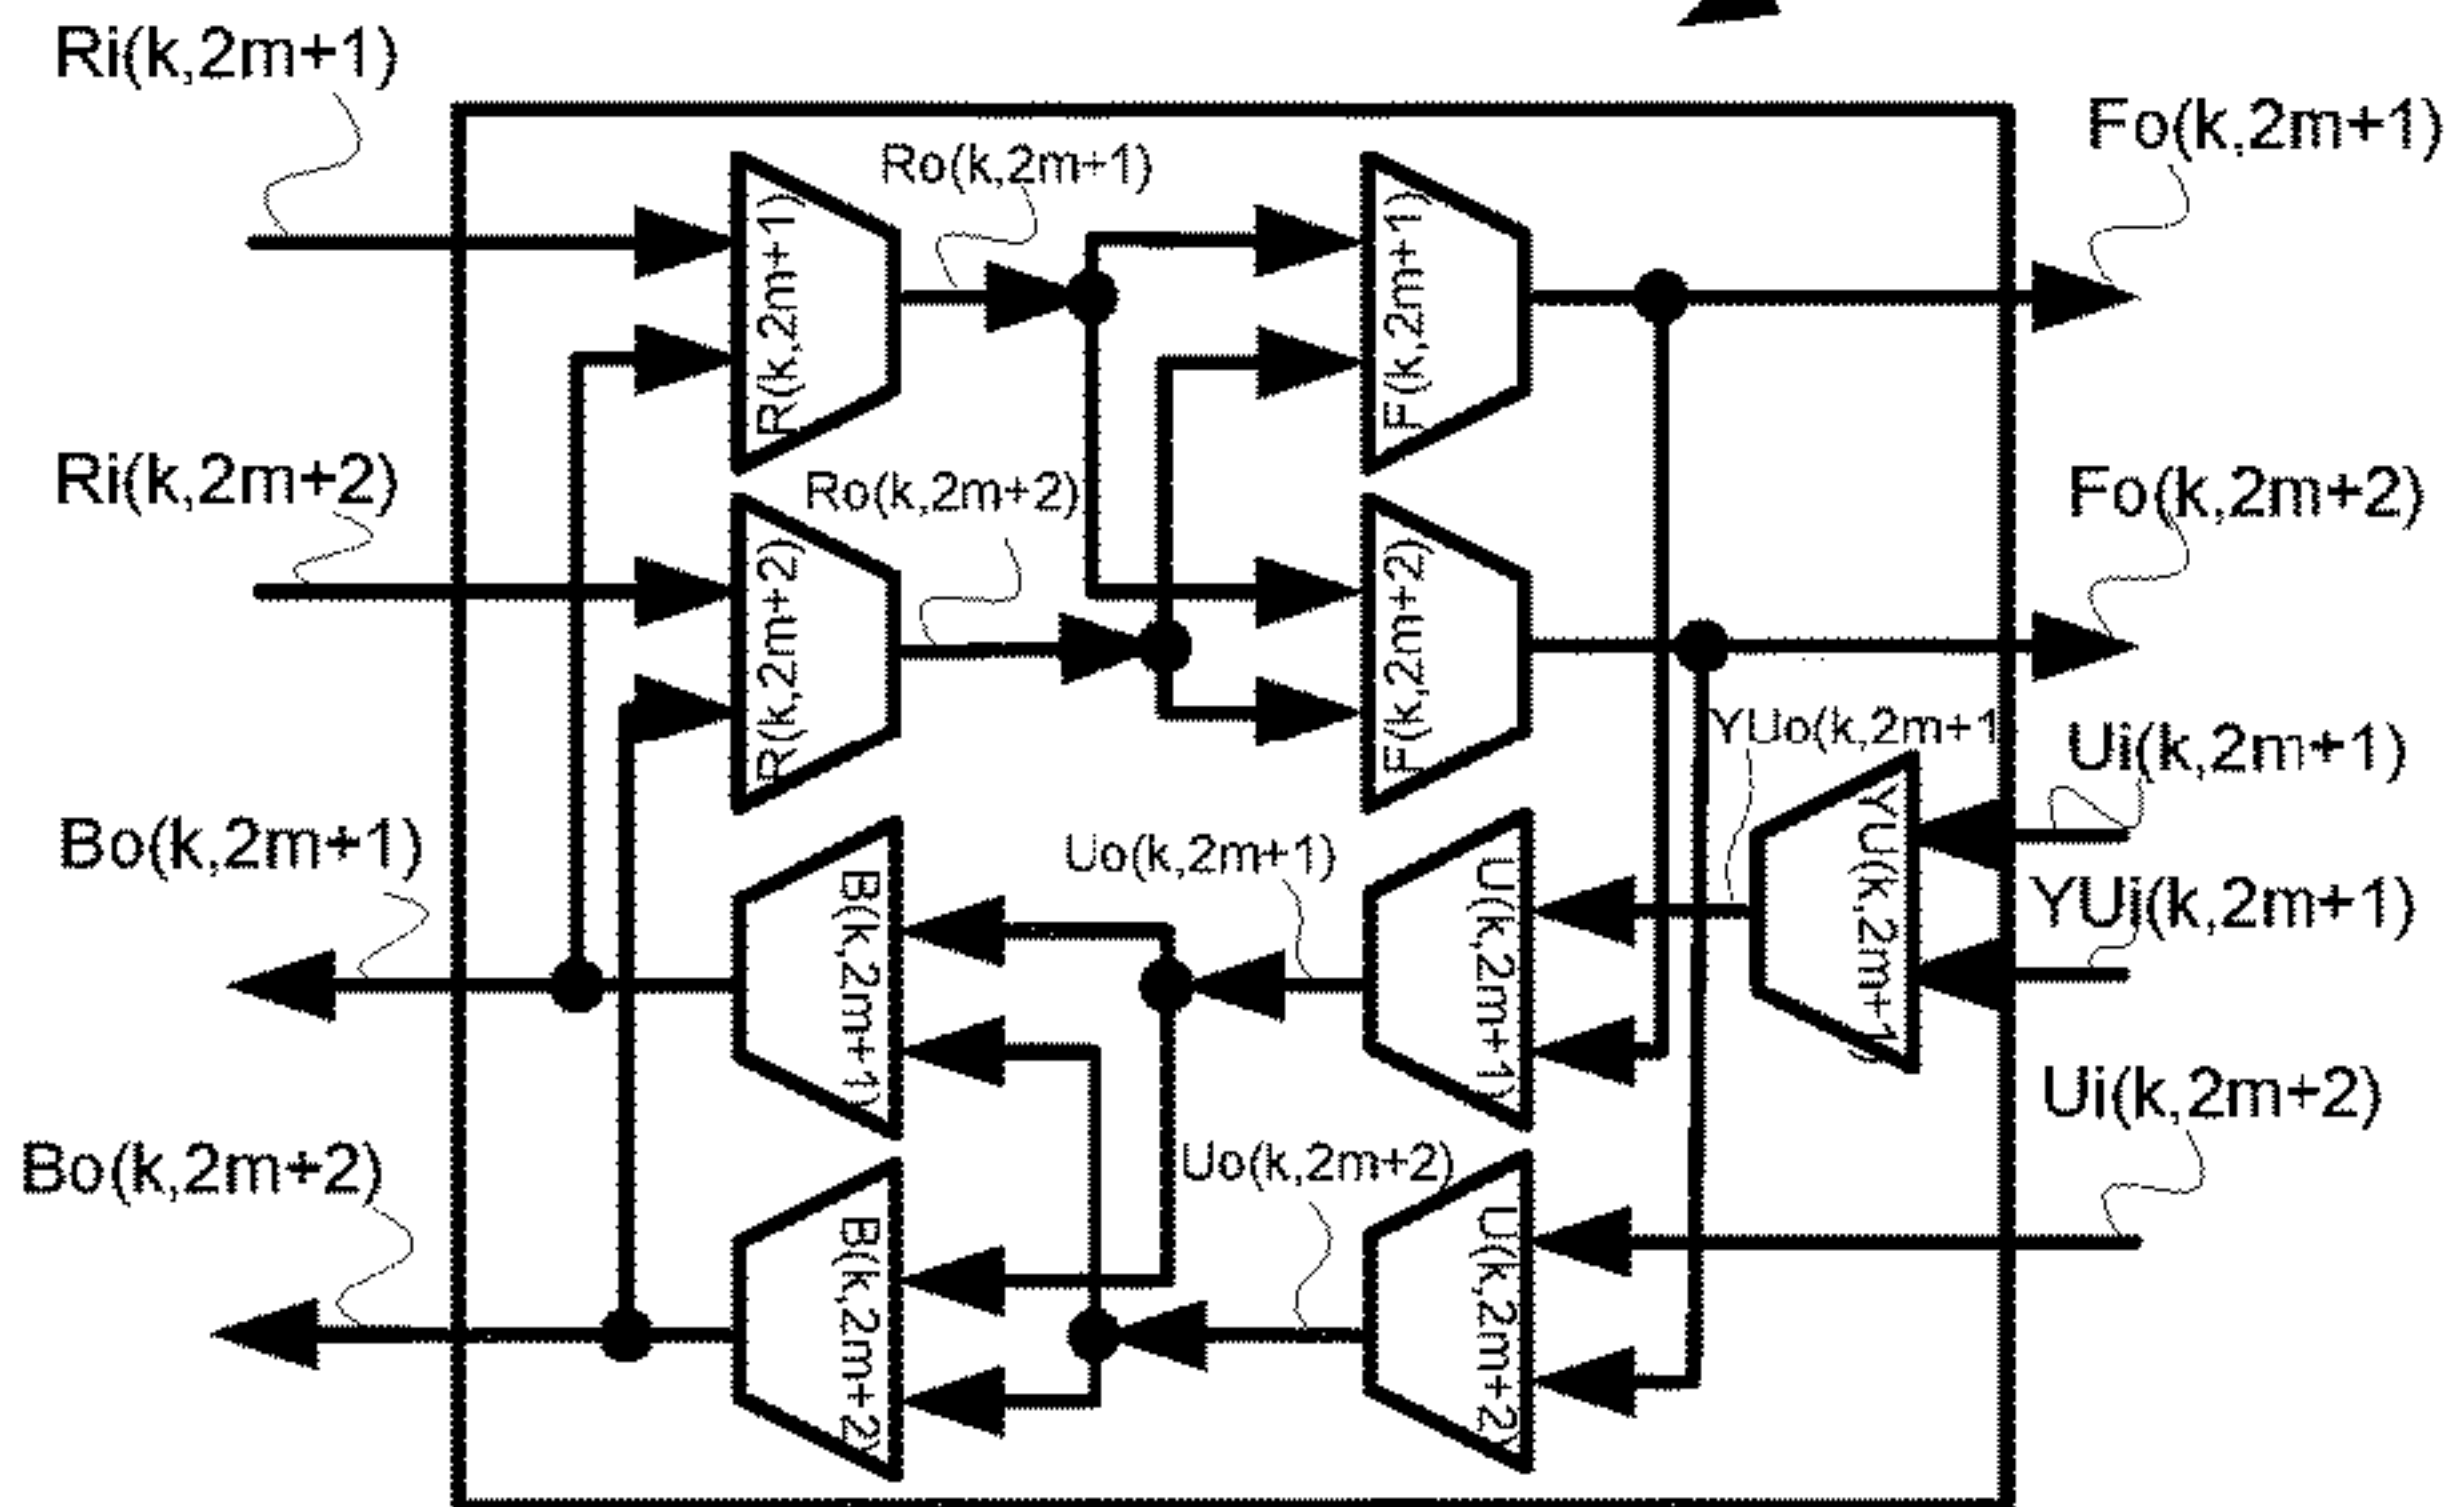 Ri(k,2m+1)
Fo(k,2m+1)
Ro(k,2m+1)
R(k,2m+1)
F(k,2m+1)
Ri(k,2m+2)
Ro(k,2m+2)
Fo(k,2m+2)
R(k,2m+2)
F(k,2m+2)
YUo(k,2m+1
Ui(k,2m+1)
YU(k,2m+1)
Bo(k,2m+1)
Uo(k,2m+1)
YUi(k,2m+1)
B(k,2m+1)
U(k,2m+1)
Ui(k,2m+2)
Bo(k,2m+2)
Uo(k,2m+2)
B(k,2m+2)
U(k,2m+2)